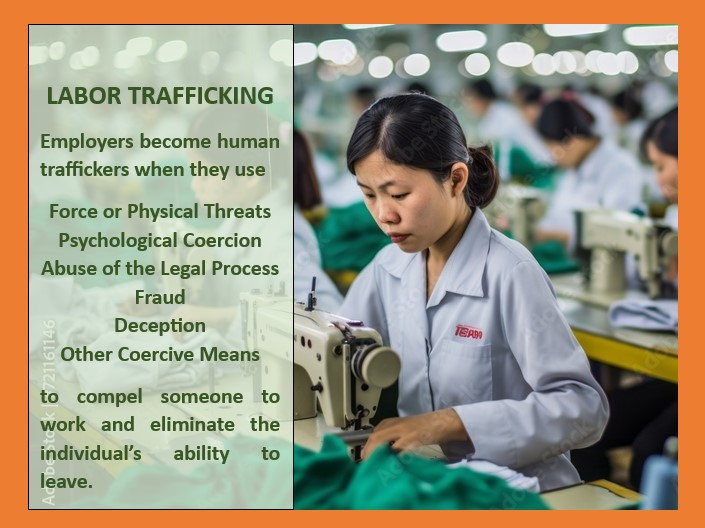 LABOR TRAFFICKING
Employers become human
traffickers when they use
Force or Physical Threats
Psychological Coercion
Abuse of the Legal Process
Fraud
Deception
Other Coercive Means
to compel someone to
work and eliminate the
individual's ability to
leave.
Adobe Stock